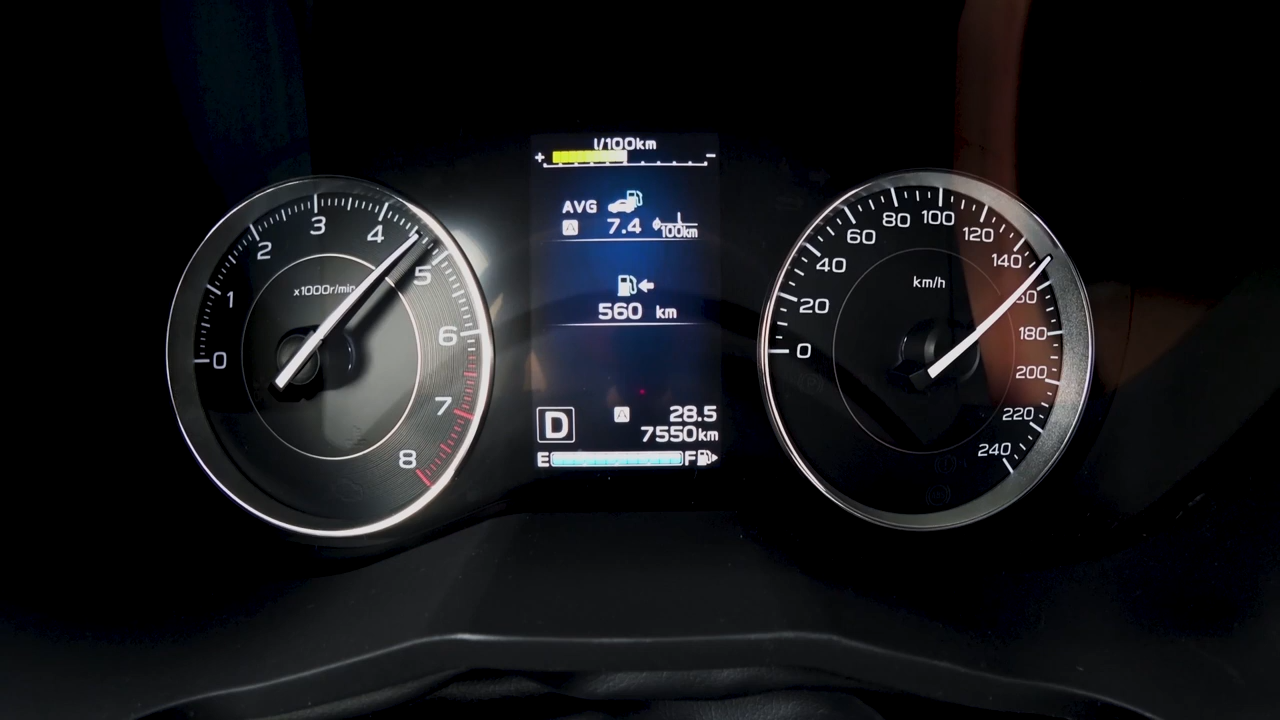 0
1
2
3
4
5
6
7
8
x1000r/min
l/100km
+ −
AVG
A 7.4 ϕ/100km
560 km
D
A 28.5
7550km
E F
0
20
40
60
80
100
120
140
180
200
220
240
km/h